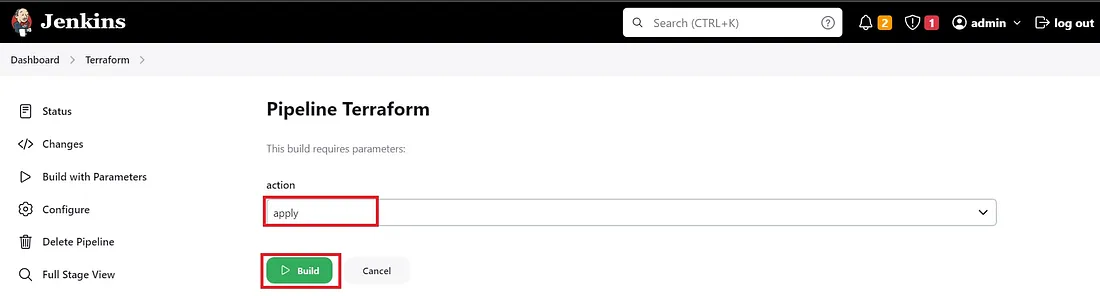 Jenkins
Search (CTRL+K)
2
1
admin
log out
Dashboard
Terraform
Status
Changes
Build with Parameters
Configure
Delete Pipeline
Full Stage View
Pipeline Terraform
This build requires parameters:
action
apply
Build
Cancel